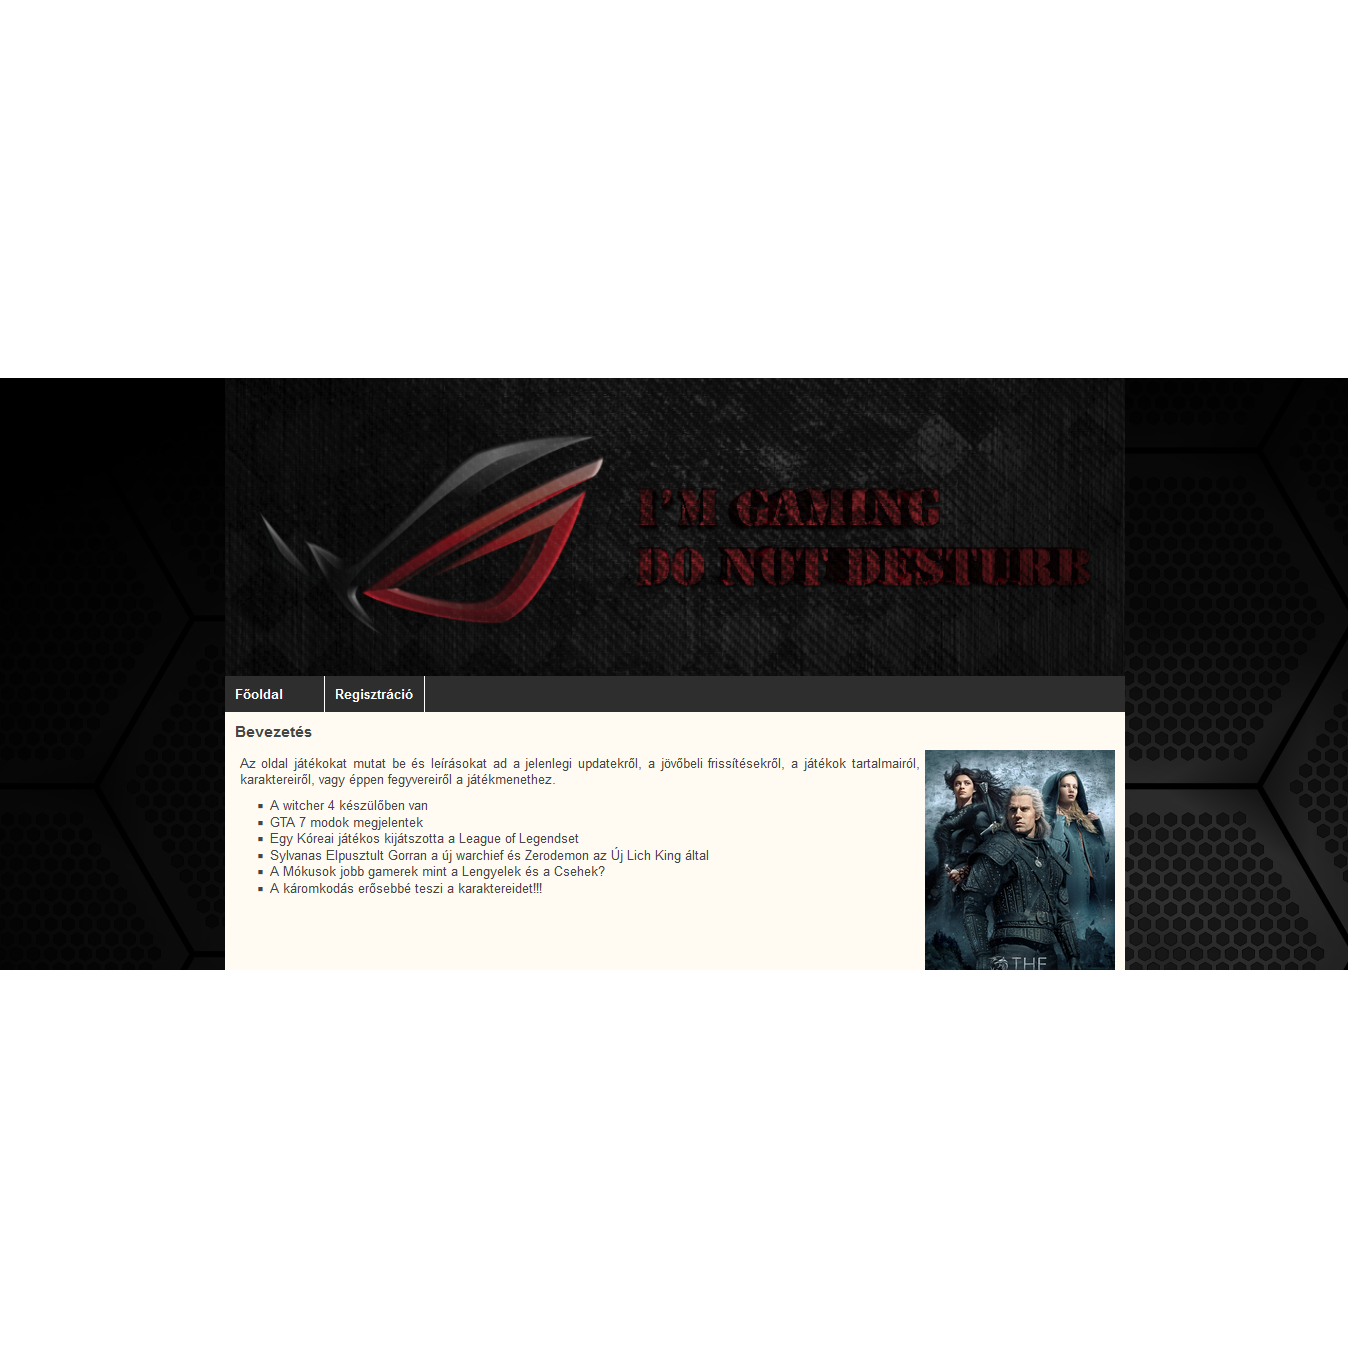 I'M GAMING
DO NOT DESTURB
Főoldal
Regisztráció
Bevezetés
Az oldal játékokat mutat be és leírásokat ad a jelenlegi updatekről, a jövőbeli frissítésekről, a játékok tartalmairól,
karaktereiről, vagy éppen fegyvereiről a játékmenethez.
A witcher 4 készülőben van
GTA 7 modok megjelentek
Egy Kóreai játékos kijátszotta a League of Legendset
Sylvanas Elpusztult Gorran a új warchief és Zerodemon az Új Lich King által
A Mókusok jobb gamerek mint a Lengyelek és a Csehek?
A káromkodás erősebbé teszi a karaktereidet!!!
THE